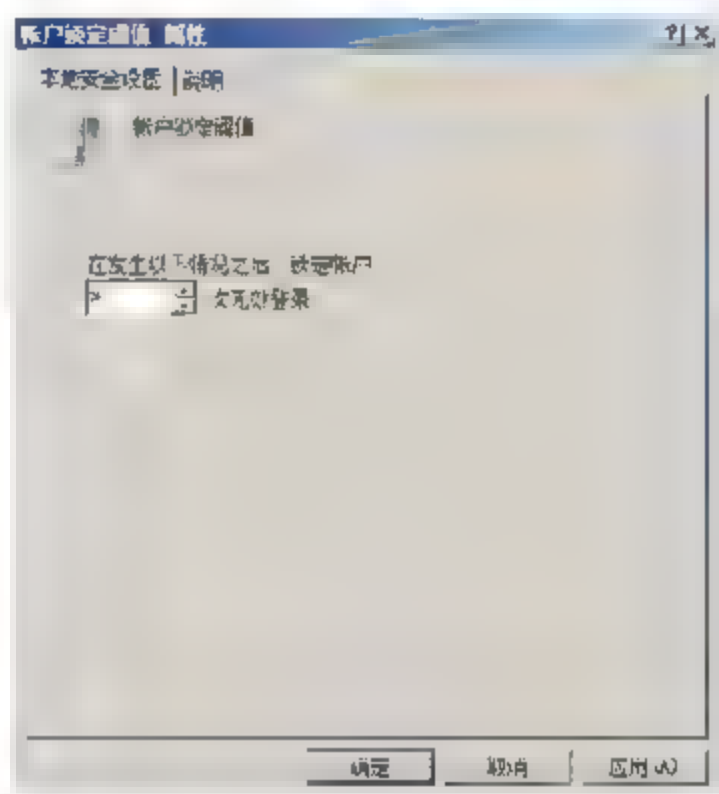 帐户锁定阈值 属性
本地安全设置 说明
帐户锁定阈值
在发生以下情况之后 锁定帐户
次无效登录
确定 取消 应用(A)